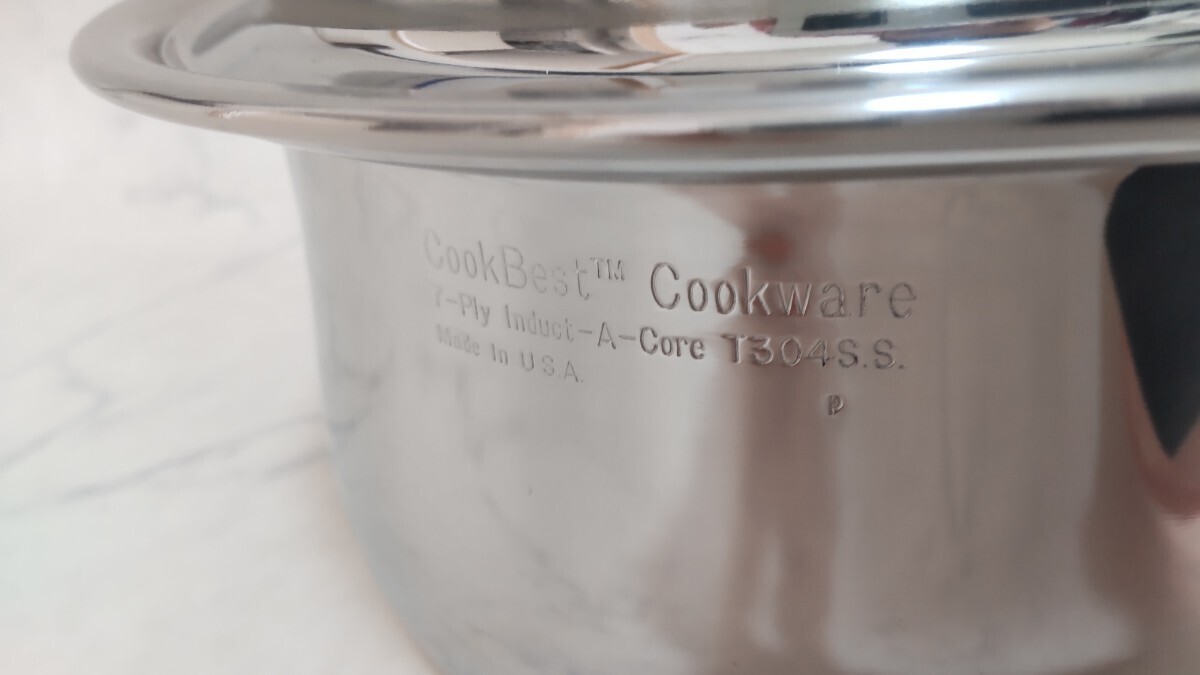 CookBest™ Cookware
7-Ply Induct-A-Core T304S.S.
Made In U.S.A.
P